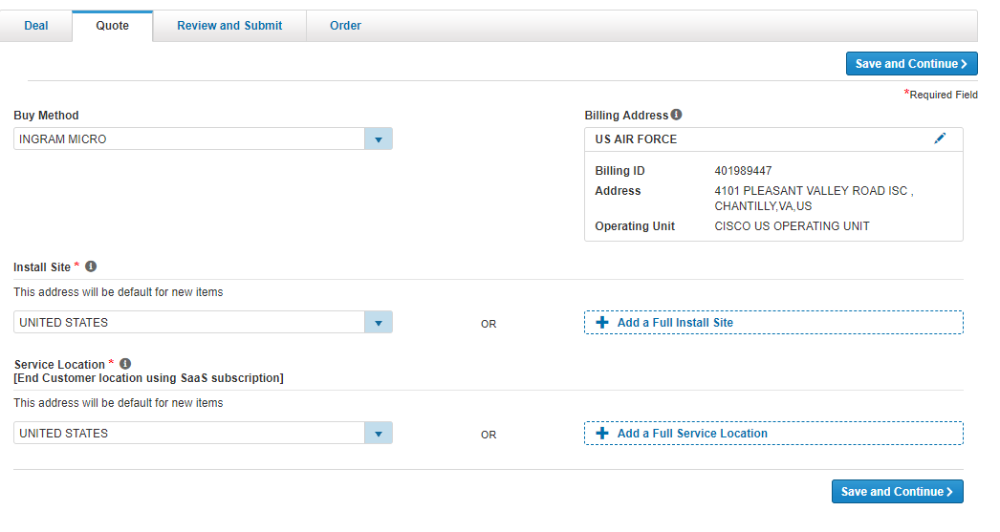 Deal Quote Review and Submit Order
Save and Continue
*Required Field
Buy Method
INGRAM MICRO
Billing Address
US AIR FORCE
Billing ID 401989447
Address 4101 PLEASANT VALLEY ROAD ISC ,
CHANTILLY,VA,US
Operating Unit CISCO US OPERATING UNIT
Install Site *
This address will be default for new items
UNITED STATES OR Add a Full Install Site
Service Location *
[End Customer location using SaaS subscription]
This address will be default for new items
UNITED STATES OR Add a Full Service Location
Save and Continue